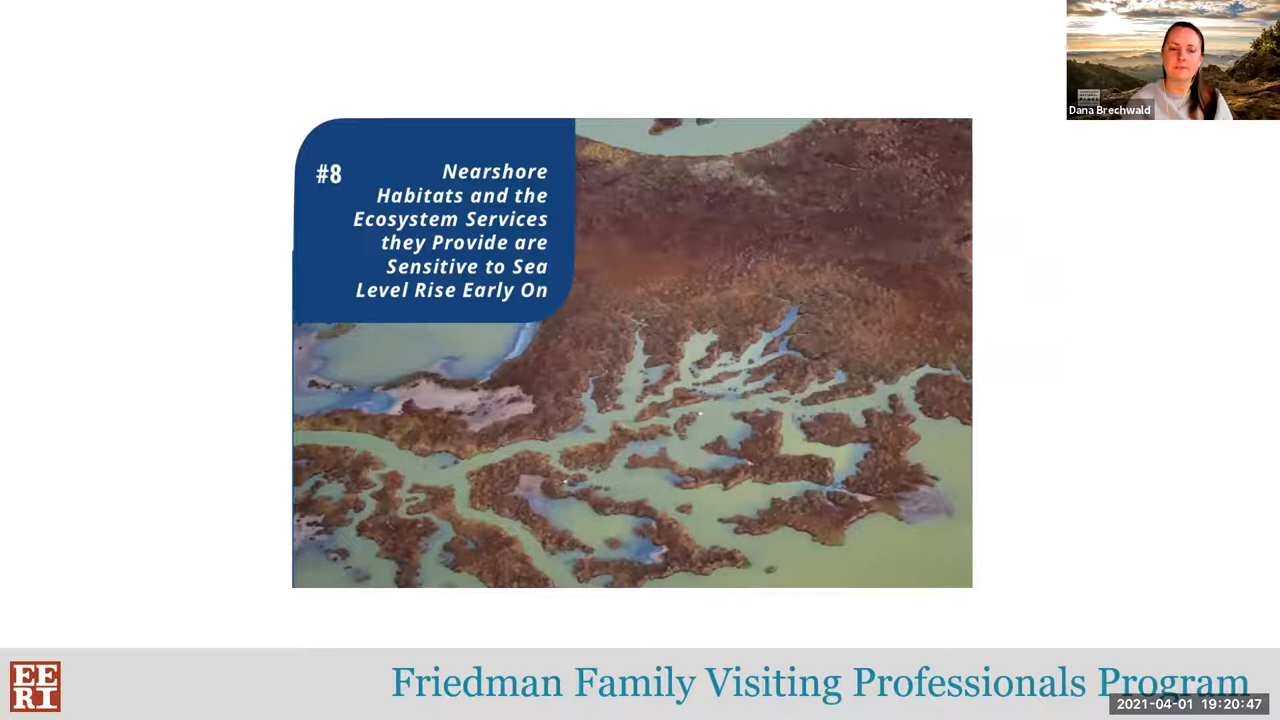 Dana Brechwald
#8
Nearshore
Habitats and the
Ecosystem Services
they Provide are
Sensitive to Sea
Level Rise Early On
EE
RI
Friedman Family Visiting Professionals Program
2021-04-01 19:20:47